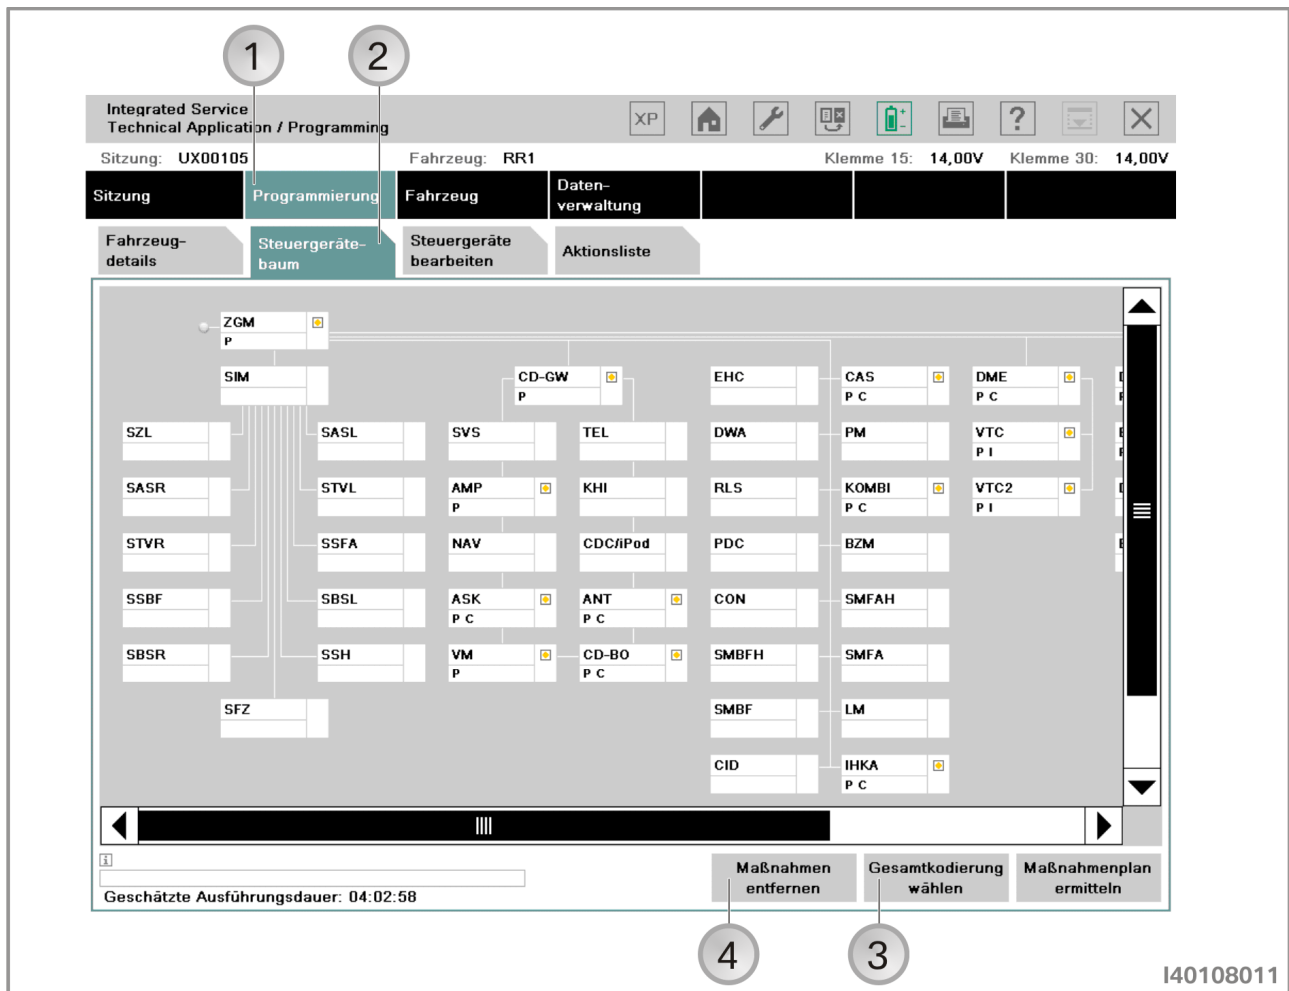 1
2
Integrated Service
Technical Application / Programming
XP
?
Sitzung: UX00105
Fahrzeug: RR1
Klemme 15: 14,00V
Klemme 30: 14,00V
Sitzung
Programmierung
Fahrzeug
Daten-
verwaltung
Fahrzeug-
details
Steuergeräte-
baum
Steuergeräte
bearbeiten
Aktionsliste
ZGM
P
SIM
CD-GW
P
EHC
CAS
P C
DME
P C
SZL
SASL
SVS
TEL
DWA
PM
VTC
P I
SASR
STVL
AMP
P
KHI
RLS
KOMBI
P C
VTC2
P I
STVR
SSFA
NAV
CDC/iPod
PDC
BZM
SSBF
SBSL
ASK
P C
ANT
P C
CON
SMFAH
SBSR
SSH
VM
P
CD-BO
P C
SMBFH
SMFA
SFZ
SMBF
LM
CID
IHKA
P C
i
Geschätzte Ausführungsdauer: 04:02:58
Maßnahmen
entfernen
Gesamtkodierung
wählen
Maßnahmenplan
ermitteln
4
3
I40108011